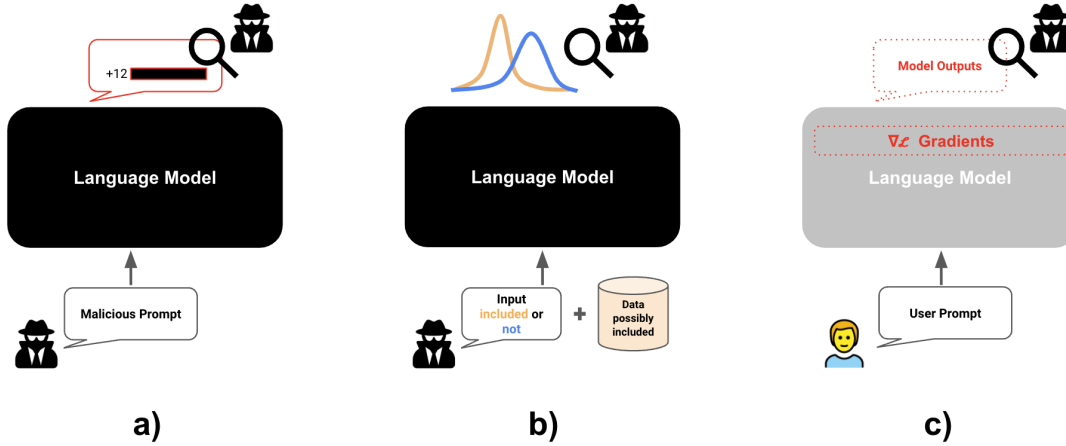 +12
Language Model
Malicious Prompt
a)
Language Model
Input
included or
not
+
Data
possibly
included
b)
Model Outputs
∇ℒ Gradients
Language Model
User Prompt
c)